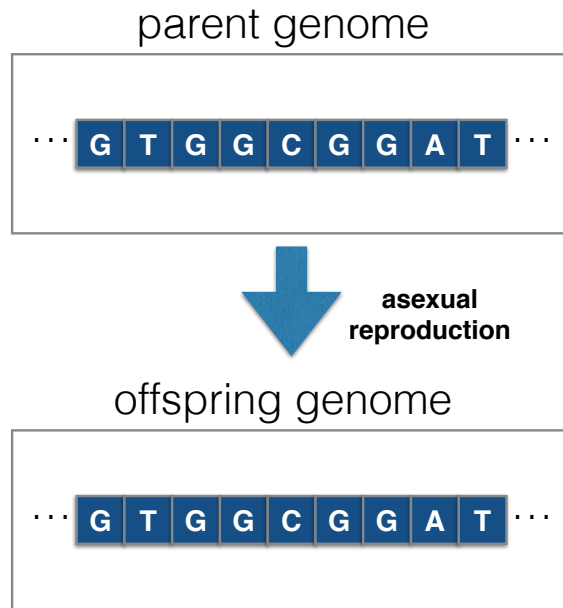 parent genome
... G T G G C G G A T ...
asexual
reproduction
offspring genome
... G T G G C G G A T ...